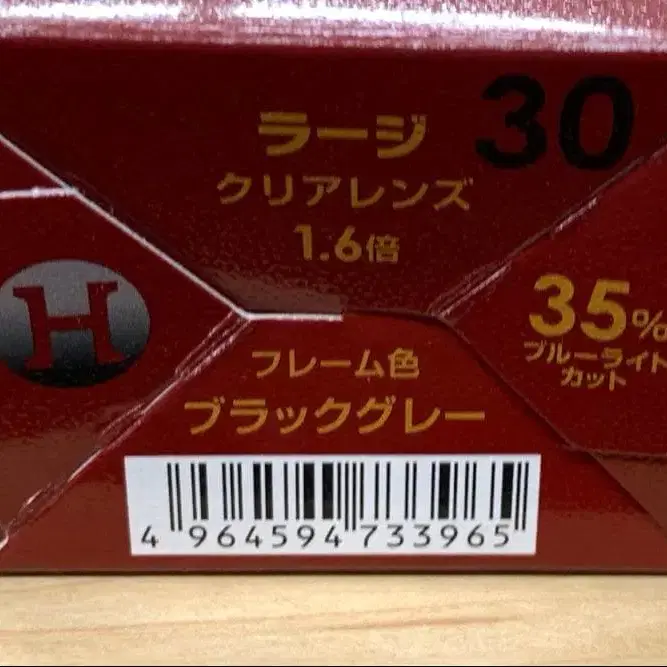 30
ラージ
クリアレンズ
1.6倍
H
35%
ブルーライト
カット
フレーム色
ブラックグレー
4 964594 733965